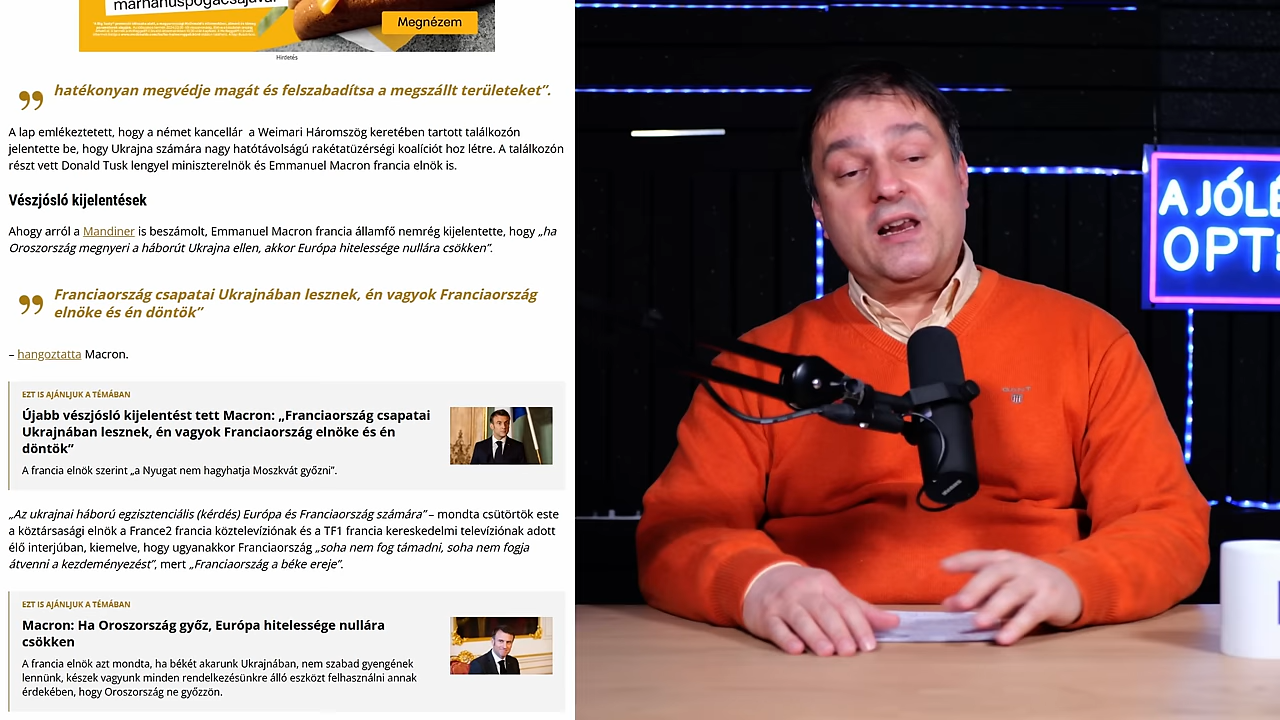 marhahúspogácsájával
Megnézem
Hirdetés
hatékonyan megvédje magát és felszabadítsa a megszállt területeket”.
A lap emlékeztetett, hogy a német kancellár a Weimari Háromszög keretében tartott találkozón
jelentette be, hogy Ukrajna számára nagy hatótávolságú rakétatüzérségi koalíciót hoz létre. A találkozón
részt vett Donald Tusk lengyel miniszterelnök és Emmanuel Macron francia elnök is.
Vészjósló kijelentések
Ahogy arról a Mandiner is beszámolt, Emmanuel Macron francia államfő nemrég kijelentette, hogy „ha
Oroszország megnyeri a háborút Ukrajna ellen, akkor Európa hitelessége nullára csökken”.
Franciaország csapatai Ukrajnában lesznek, én vagyok Franciaország
elnöke és én döntök”
– hangoztatta Macron.
EZT IS AJÁNLJUK A TÉMÁBAN
Újabb vészjósló kijelentést tett Macron: „Franciaország csapatai
Ukrajnában lesznek, én vagyok Franciaország elnöke és én
döntök”
A francia elnök szerint „a Nyugat nem hagyhatja Moszkvát győzni”.
„Az ukrajnai háború egzisztenciális (kérdés) Európa és Franciaország számára” – mondta csütörtök este
a köztársasági elnök a France2 francia köztelevíziónak és a TF1 francia kereskedelmi televíziónak adott
élő interjúban, kiemelve, hogy ugyanakkor Franciaország „soha nem fog támadni, soha nem fogja
átvenni a kezdeményezést”, mert „Franciaország a béke ereje”.
EZT IS AJÁNLJUK A TÉMÁBAN
Macron: Ha Oroszország győz, Európa hitelessége nullára
csökken
A francia elnök azt mondta, ha békét akarunk Ukrajnában, nem szabad gyengének
lennünk, készek vagyunk minden rendelkezésünkre álló eszközt felhasználni annak
érdekében, hogy Oroszország ne győzzön.
A JÓLÉ
OPT